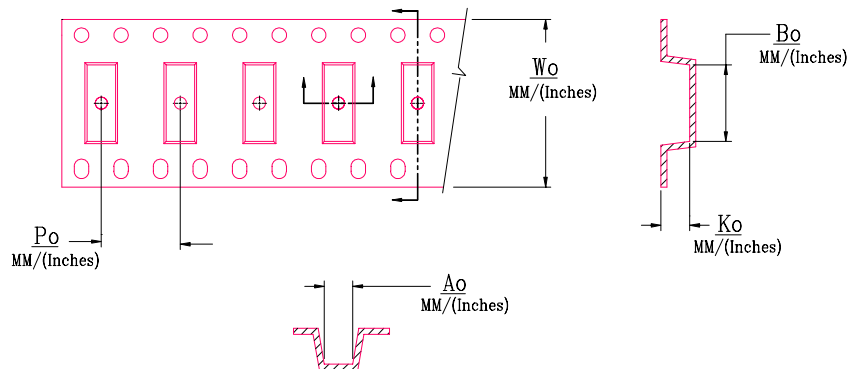 Wo
MM/(Inches)
Bo
MM/(Inches)
Po
MM/(Inches)
Ko
MM/(Inches)
Ao
MM/(Inches)